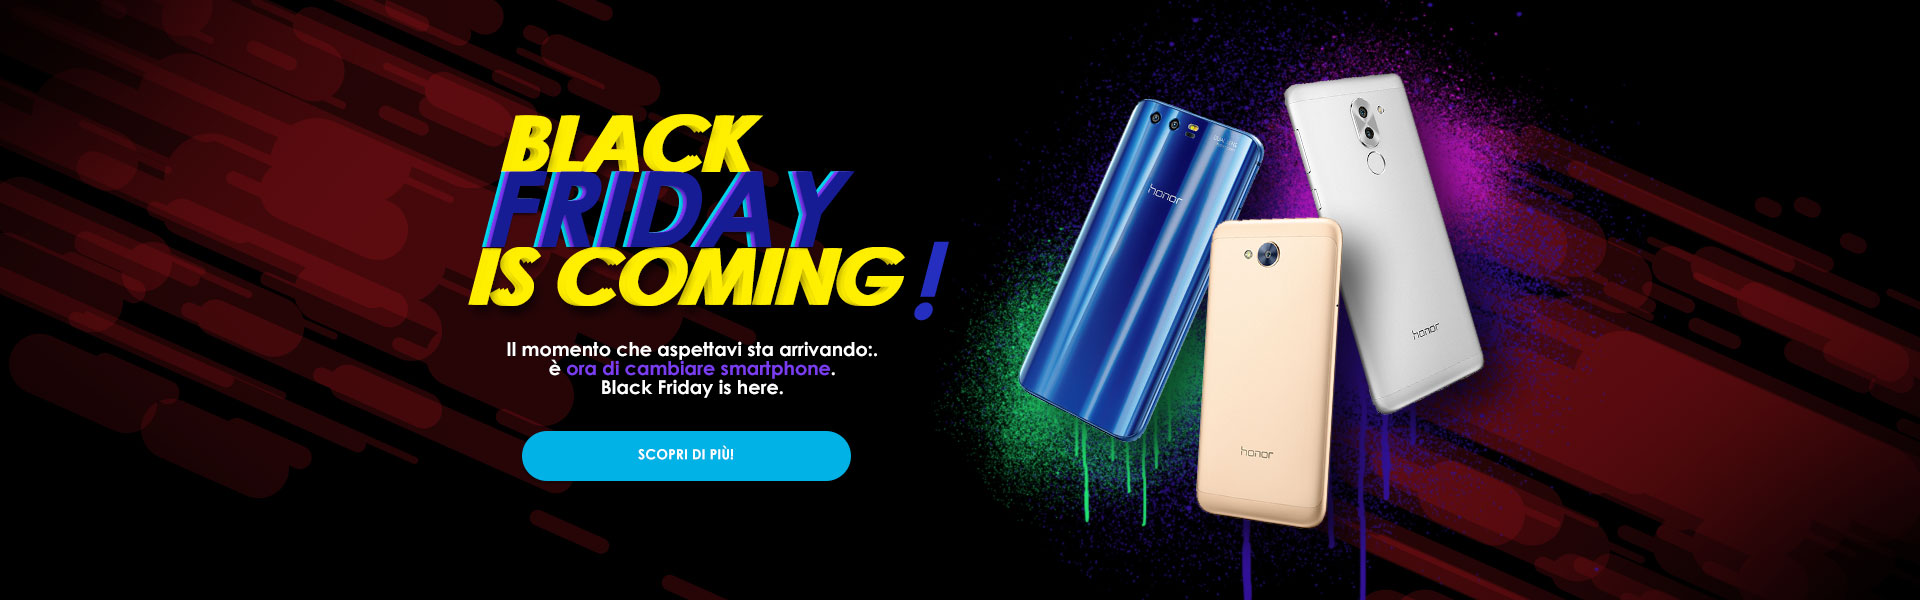 BLACK
FRIDAY
IS COMING!
Il momento che aspettavi sta arrivando:.
è ora di cambiare smartphone.
Black Friday is here.
SCOPRI DI PIÙ!
honor
honor
honor